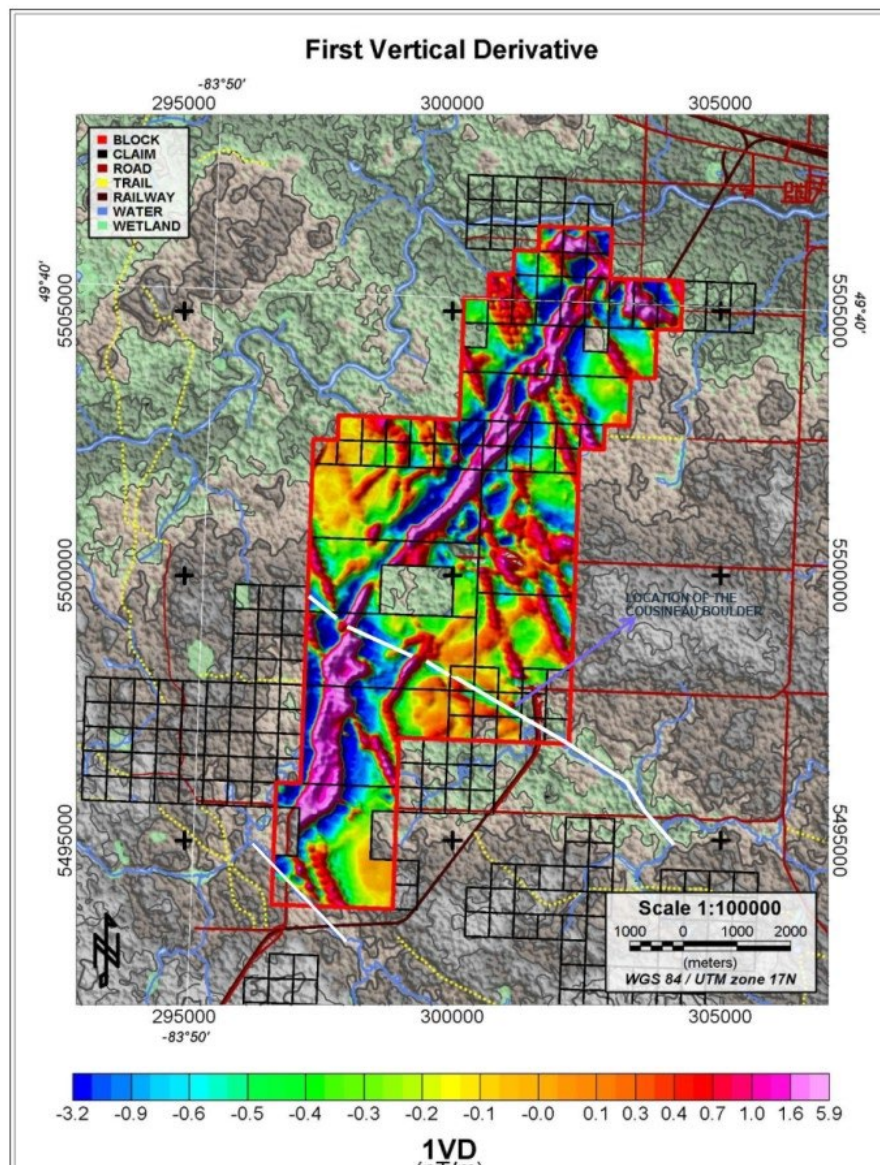 First Vertical Derivative
-83°50'
295000 300000 305000
BLOCK
CLAIM
ROAD
TRAIL
RAILWAY
WATER
WETLAND
49°40'
5505000
5505000
49°40'
5500000
5500000
LOCATION OF THE
COUSINEAU BOULDER
5495000
5495000
Scale 1:100000
1000 0 1000 2000
(meters)
WGS 84 / UTM zone 17N
295000 300000 305000
-83°50'
-3.2 -0.9 -0.6 -0.5 -0.4 -0.3 -0.2 -0.1 -0.0 0.1 0.3 0.4 0.7 1.0 1.6 5.9
1VD